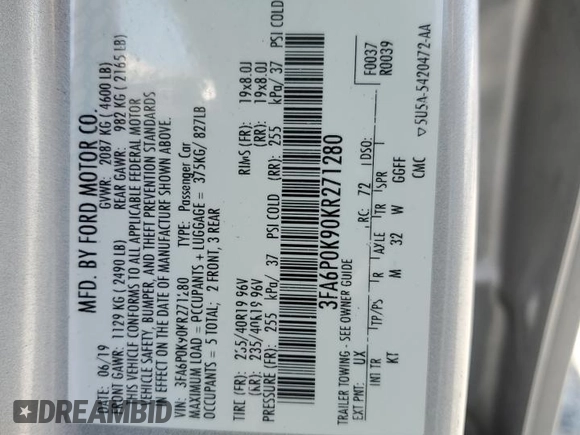 MFD. BY FORD MOTOR CO.
DATE: 06/19 GVWR: 2087 KG ( 4600 LB)
FRONT GAWR: 1129 KG ( 2490 LB) REAR GAWR: 982 KG ( 2165 LB)
THIS VEHICLE CONFORMS TO ALL APPLICABLE FEDERAL MOTOR
VEHICLE SAFETY, BUMPER, AND THEFT PREVENTION STANDARDS
IN EFFECT ON THE DATE OF MANUFACTURE SHOWN ABOVE.
VIN: 3FA6P0K90KR271280 TYPE: Passenger Car
MAXIMUM LOAD = OCCUPANTS + LUGGAGE = 375KG/ 827LB
OCCUPANTS = 5 TOTAL; 2 FRONT, 3 REAR
TIRE (FR): 235/40R19 96V RIMS (FR): 19x8.0J
(RR): 235/40R19 96V (RR): 19x8.0J
PRESSURE (FR): 255 kPa/ 37 PSI COLD (RR): 255 kPa/ 37 PSI COLD
3FA6P0K90KR271280
TRAILER TOWING - SEE OWNER GUIDE
F0037
R0039
EXT PNT: UX RC: 72 DSO:
INT TR TP/PS R AXLE TR SPR
KT M 32 W GGFF
CMC
▽5U5A-5420472-AA
DREAMBID